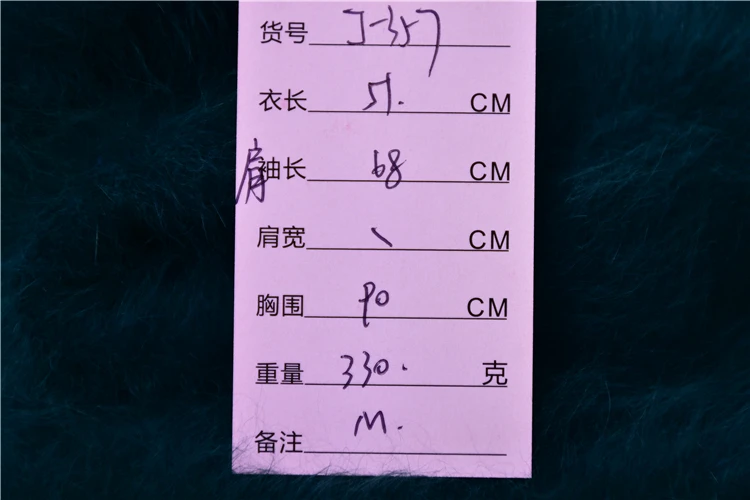 货号 J-357
衣长 51. CM
肩袖长 68 CM
肩宽 \ CM
胸围 90 CM
重量 330. 克
备注 M.